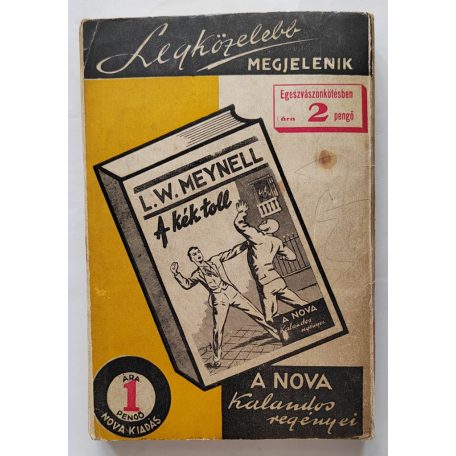 Legközelebb
MEGJELENIK
Egészvászonkötésben
ára 2 pengő
L.W. MEYNELL
A kék toll
A NOVA
Kalandos
regényei
ÁRA
1
PENGŐ
NOVA KIADÁS
A NOVA
Kalandos
regényei